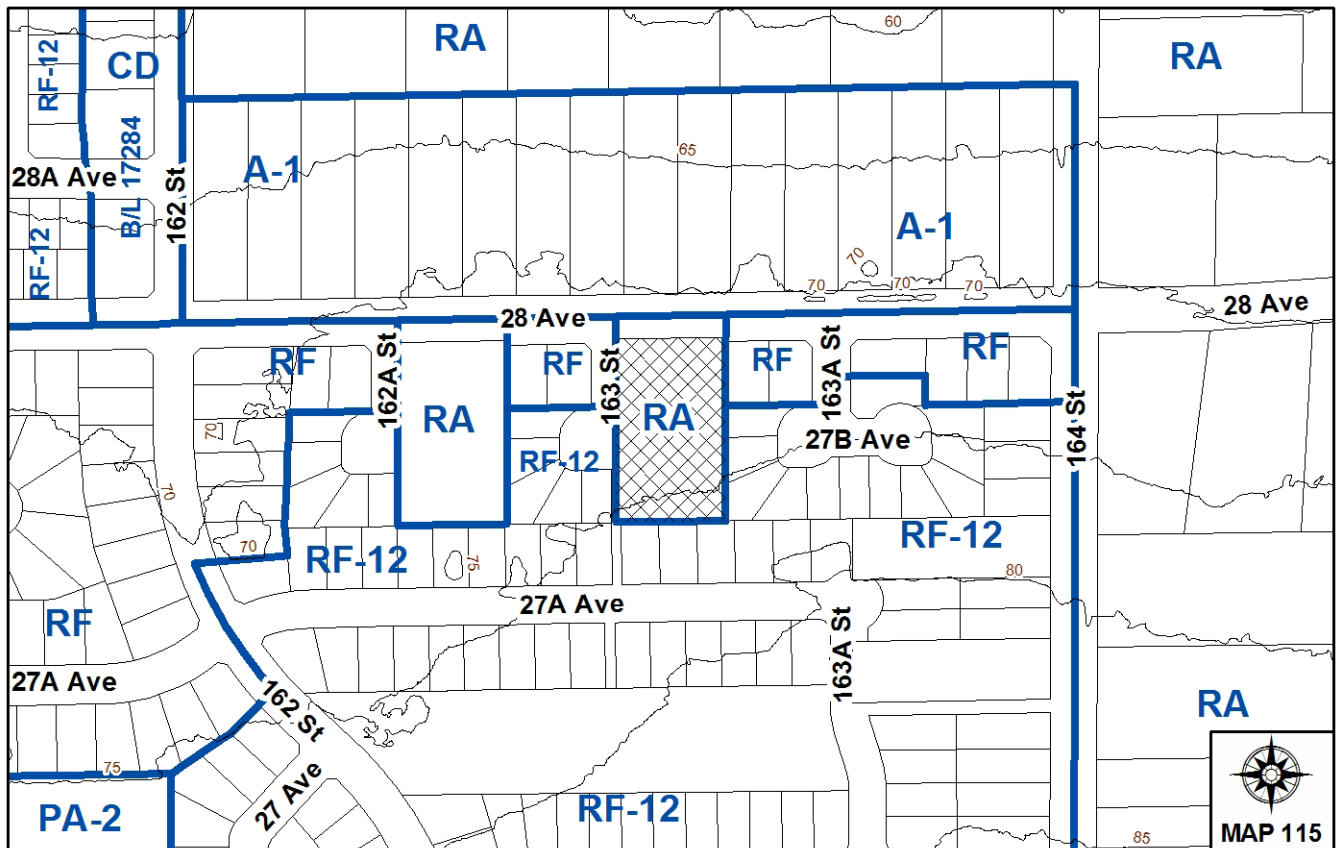 60
RA
RA
RF-12
CD
B/L 17284
65
28A Ave
A-1
162 St
A-1
RF-12
70
70
70
70
28 Ave
28 Ave
RF
162A St
RF
163 St
RF
163A St
RF
RA
RA
164 St
70
27B Ave
RF-12
70
70
RF-12
75
RF-12
80
27A Ave
RF
163A St
27A Ave
162 St
RA
75
27 Ave
PA-2
RF-12
85
MAP 115